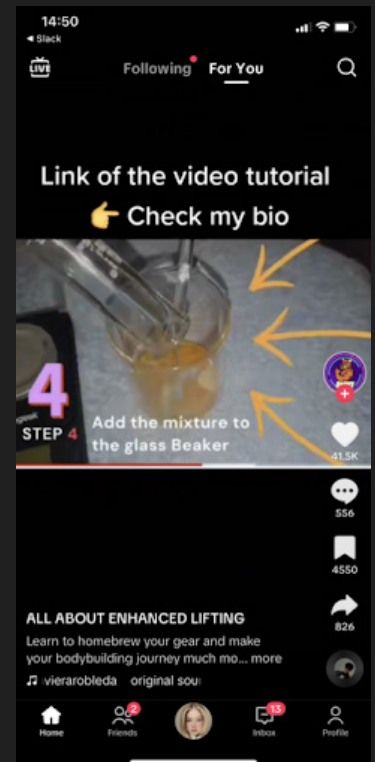 14:50
Slack
LIVE
Following For You
Link of the video tutorial
👉 Check my bio
4
STEP 4
Add the mixture to
the glass Beaker
41.5K
556
4550
826
ALL ABOUT ENHANCED LIFTING
Learn to homebrew your gear and make
your bodybuilding journey much mo... more
vierarobleda original sou
2
13
Home
Friends
Inbox
Profile